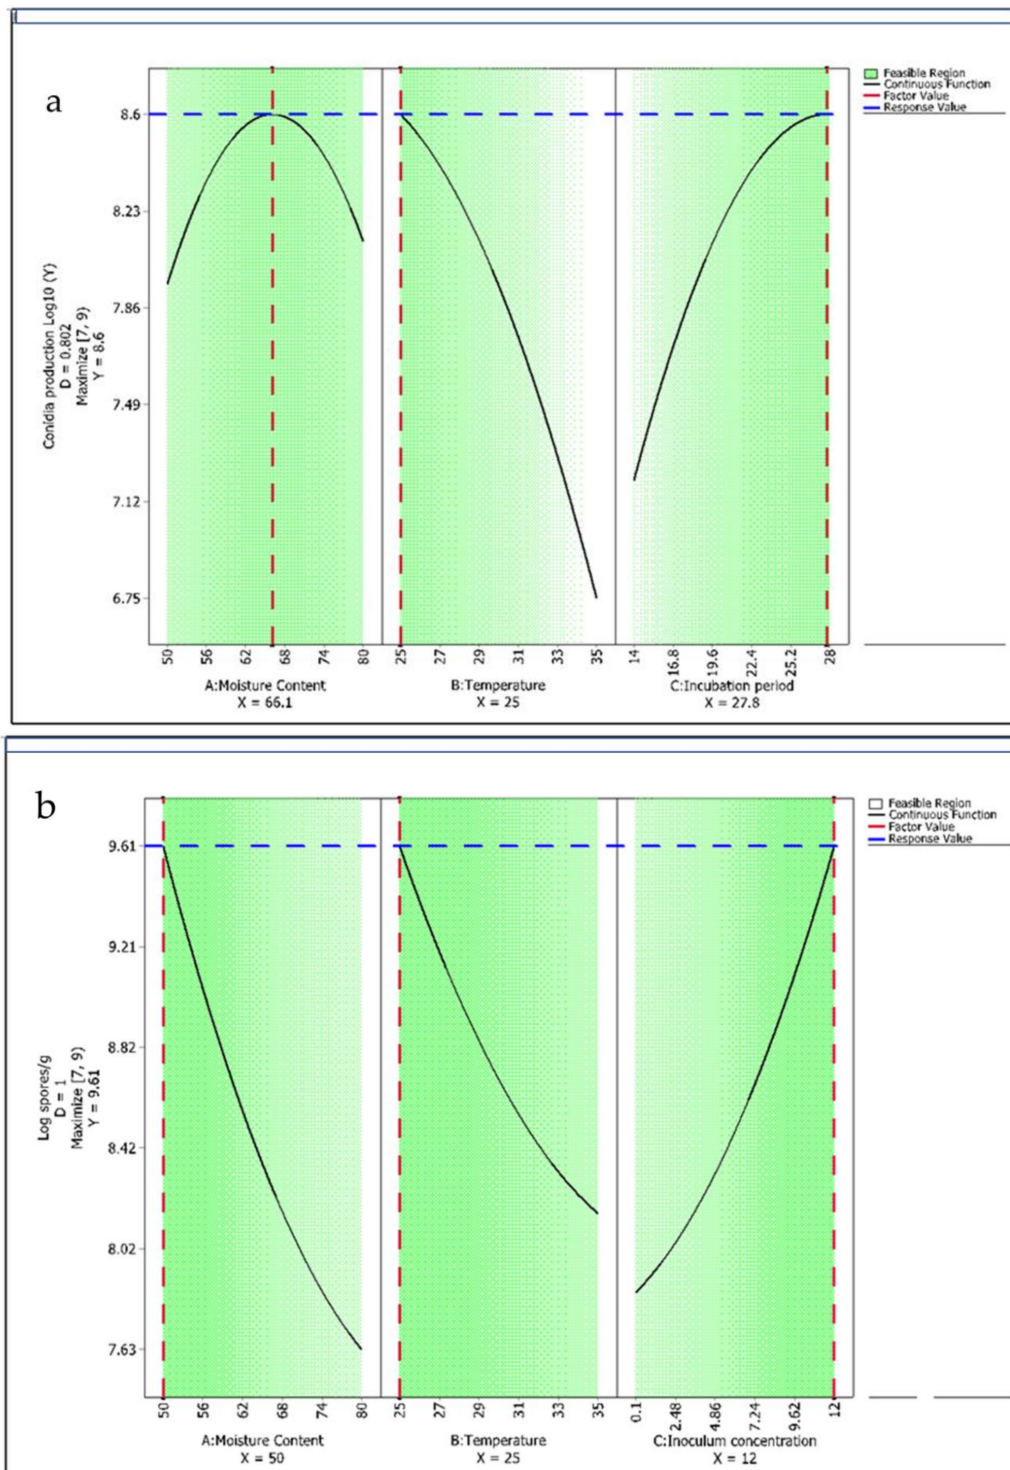 a
Feasible Region
Continuous Function
Factor Value
Response Value
Conidia production Log10 (Y)
D = 0.802
Maximize [7, 9)
Y = 8.6
8.6
8.23
7.86
7.49
7.12
6.75
50 56 62 68 74 80
25 27 29 31 33 35
14 16.8 19.6 22.4 25.2 28
A:Moisture Content
X = 66.1
B:Temperature
X = 25
C:Incubation period
X = 27.8
b
Feasible Region
Continuous Function
Factor Value
Response Value
Log spores/g
D = 1
Maximize [7, 9)
Y = 9.61
9.61
9.21
8.82
8.42
8.02
7.63
50 56 62 68 74 80
25 27 29 31 33 35
0.1 2.48 4.86 7.24 9.62 12
A:Moisture Content
X = 50
B:Temperature
X = 25
C:Inoculum concentration
X = 12